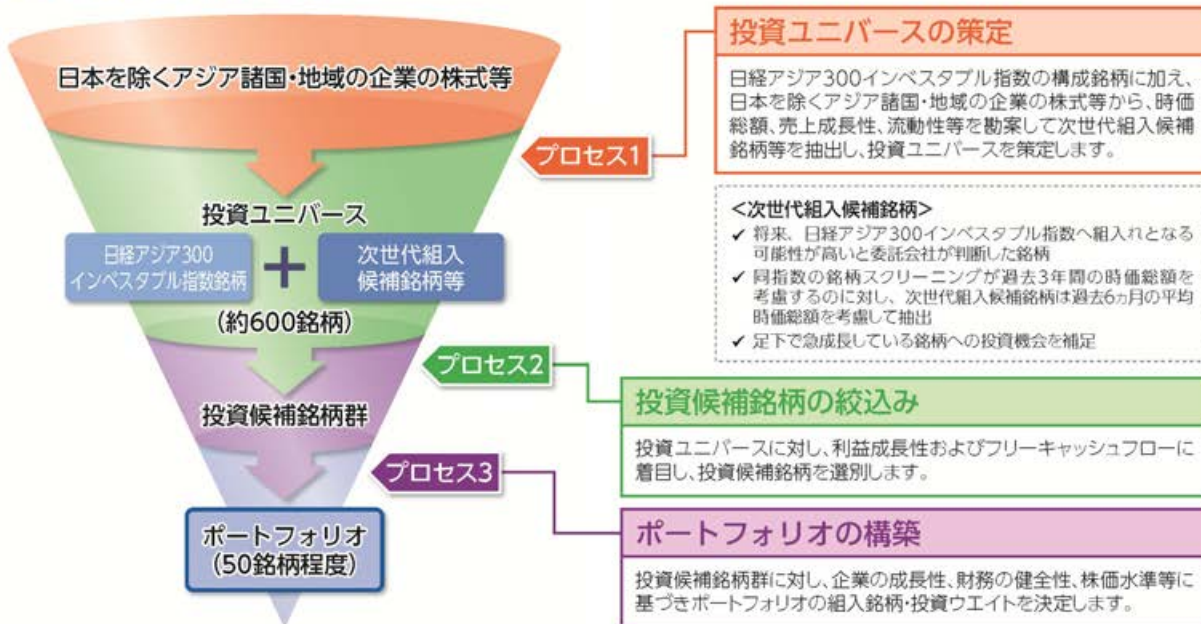 日本を除くアジア諸国・地域の企業の株式等
投資ユニバース
日経アジア300
インベスタブル指数銘柄
+
次世代組入
候補銘柄等
(約600銘柄)
投資候補銘柄群
ポートフォリオ
(50銘柄程度)
プロセス1
投資ユニバースの策定
日経アジア300インベスタブル指数の構成銘柄に加え、
日本を除くアジア諸国・地域の企業の株式等から、時価
総額、売上成長性、流動性等を勘案して次世代組入候補
銘柄等を抽出し、投資ユニバースを策定します。
<次世代組入候補銘柄>
✓ 将来、日経アジア300インベスタブル指数へ組入れとなる
可能性が高いと委託会社が判断した銘柄
✓ 同指数の銘柄スクリーニングが過去3年間の時価総額を
考慮するのに対し、次世代組入候補銘柄は過去6ヵ月の平均
時価総額を考慮して抽出
✓ 足下で急成長している銘柄への投資機会を補足
プロセス2
投資候補銘柄の絞込み
投資ユニバースに対し、利益成長性およびフリーキャッシュフローに
着目し、投資候補銘柄を選別します。
プロセス3
ポートフォリオの構築
投資候補銘柄群に対し、企業の成長性、財務の健全性、株価水準等に
基づきポートフォリオの組入銘柄・投資ウエイトを決定します。